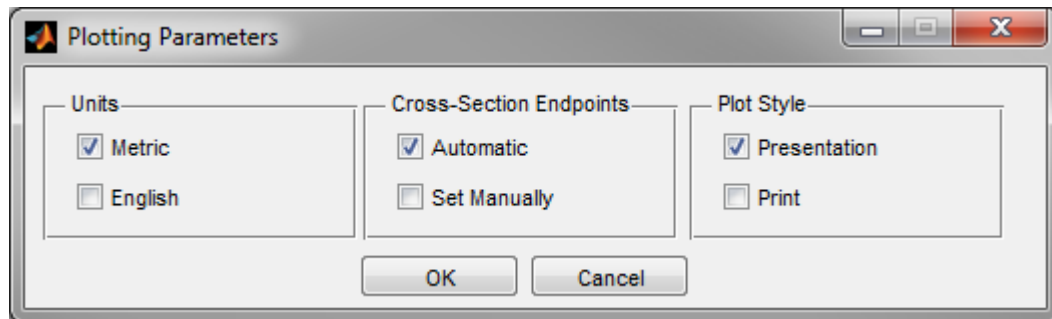 Plotting Parameters
Units
Metric
English
Cross-Section Endpoints
Automatic
Set Manually
Plot Style
Presentation
Print
OK
Cancel